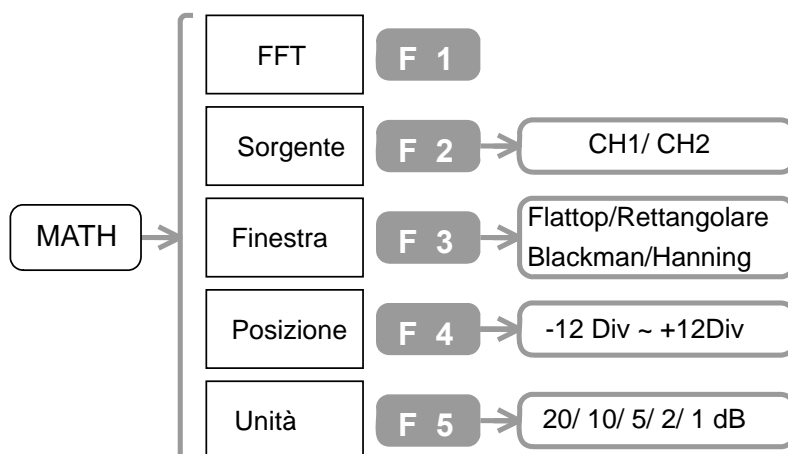 FFT
F 1
Sorgente
F 2
CH1/ CH2
MATH
Finestra
F 3
Flattop/Rettangolare
Blackman/Hanning
Posizione
F 4
-12 Div ~ +12Div
Unità
F 5
20/ 10/ 5/ 2/ 1 dB